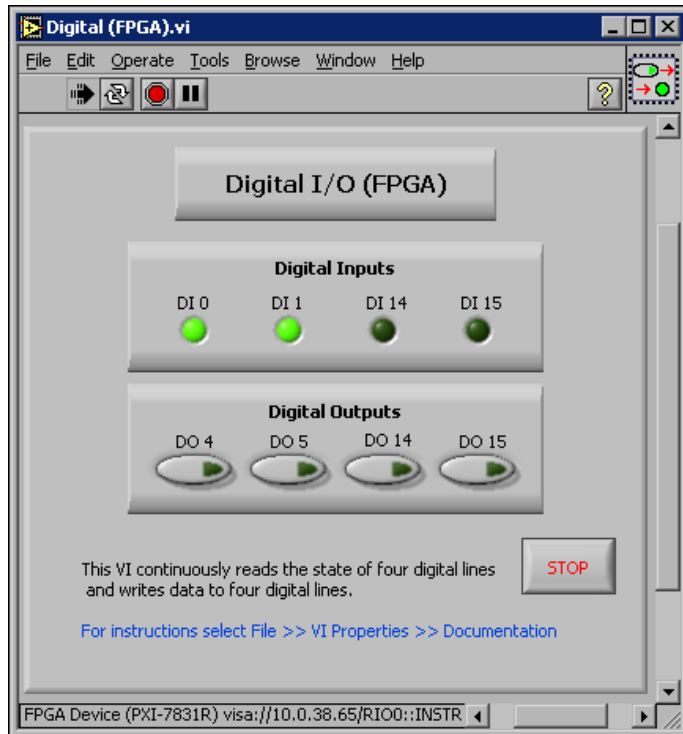 Digital (FPGA).vi
File Edit Operate Tools Browse Window Help
Digital I/O (FPGA)
Digital Inputs
DI 0 DI 1 DI 14 DI 15
Digital Outputs
DO 4 DO 5 DO 14 DO 15
This VI continuously reads the state of four digital lines
and writes data to four digital lines.
STOP
For instructions select File >> VI Properties >> Documentation
FPGA Device (PXI-7831R) visa://10.0.38.65/RIO0::INSTR